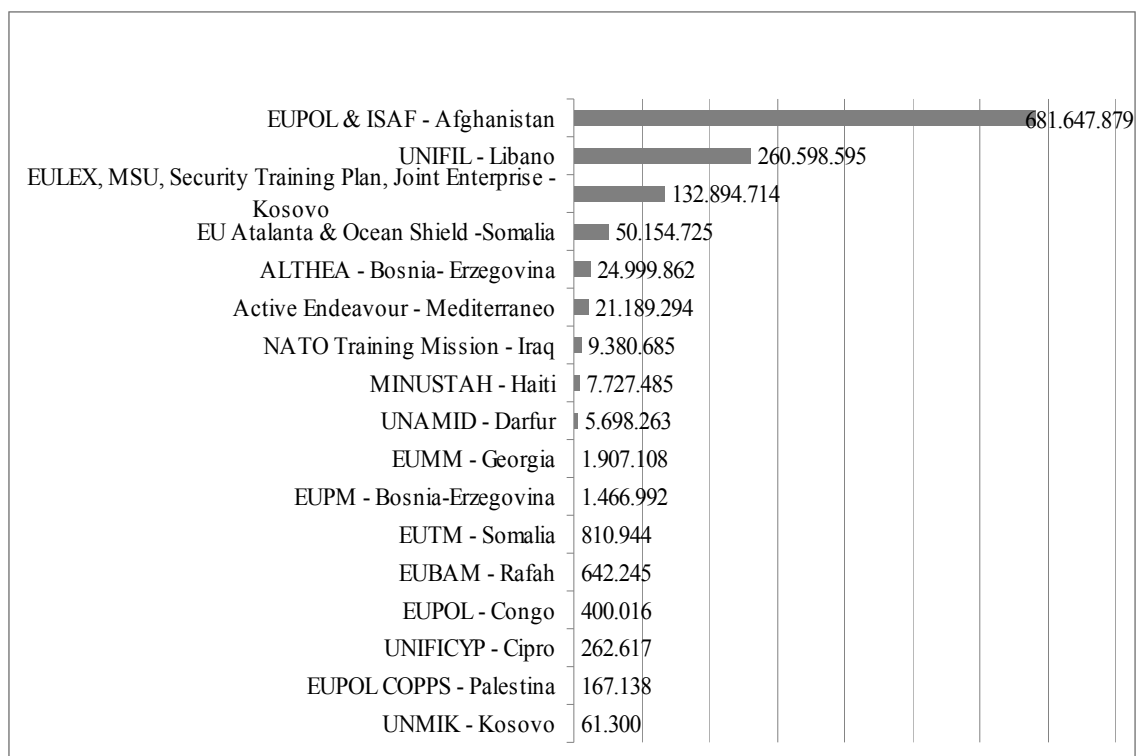 EUPOL & ISAF - Afghanistan 681.647.879
UNIFIL - Libano 260.598.595
EULEX, MSU, Security Training Plan, Joint Enterprise -
Kosovo 132.894.714
EU Atalanta & Ocean Shield -Somalia 50.154.725
ALTHEA - Bosnia- Erzegovina 24.999.862
Active Endeavour - Mediterraneo 21.189.294
NATO Training Mission - Iraq 9.380.685
MINUSTAH - Haiti 7.727.485
UNAMID - Darfur 5.698.263
EUMM - Georgia 1.907.108
EUPM - Bosnia-Erzegovina 1.466.992
EUTM - Somalia 810.944
EUBAM - Rafah 642.245
EUPOL - Congo 400.016
UNIFICYP - Cipro 262.617
EUPOL COPPS - Palestina 167.138
UNMIK - Kosovo 61.300